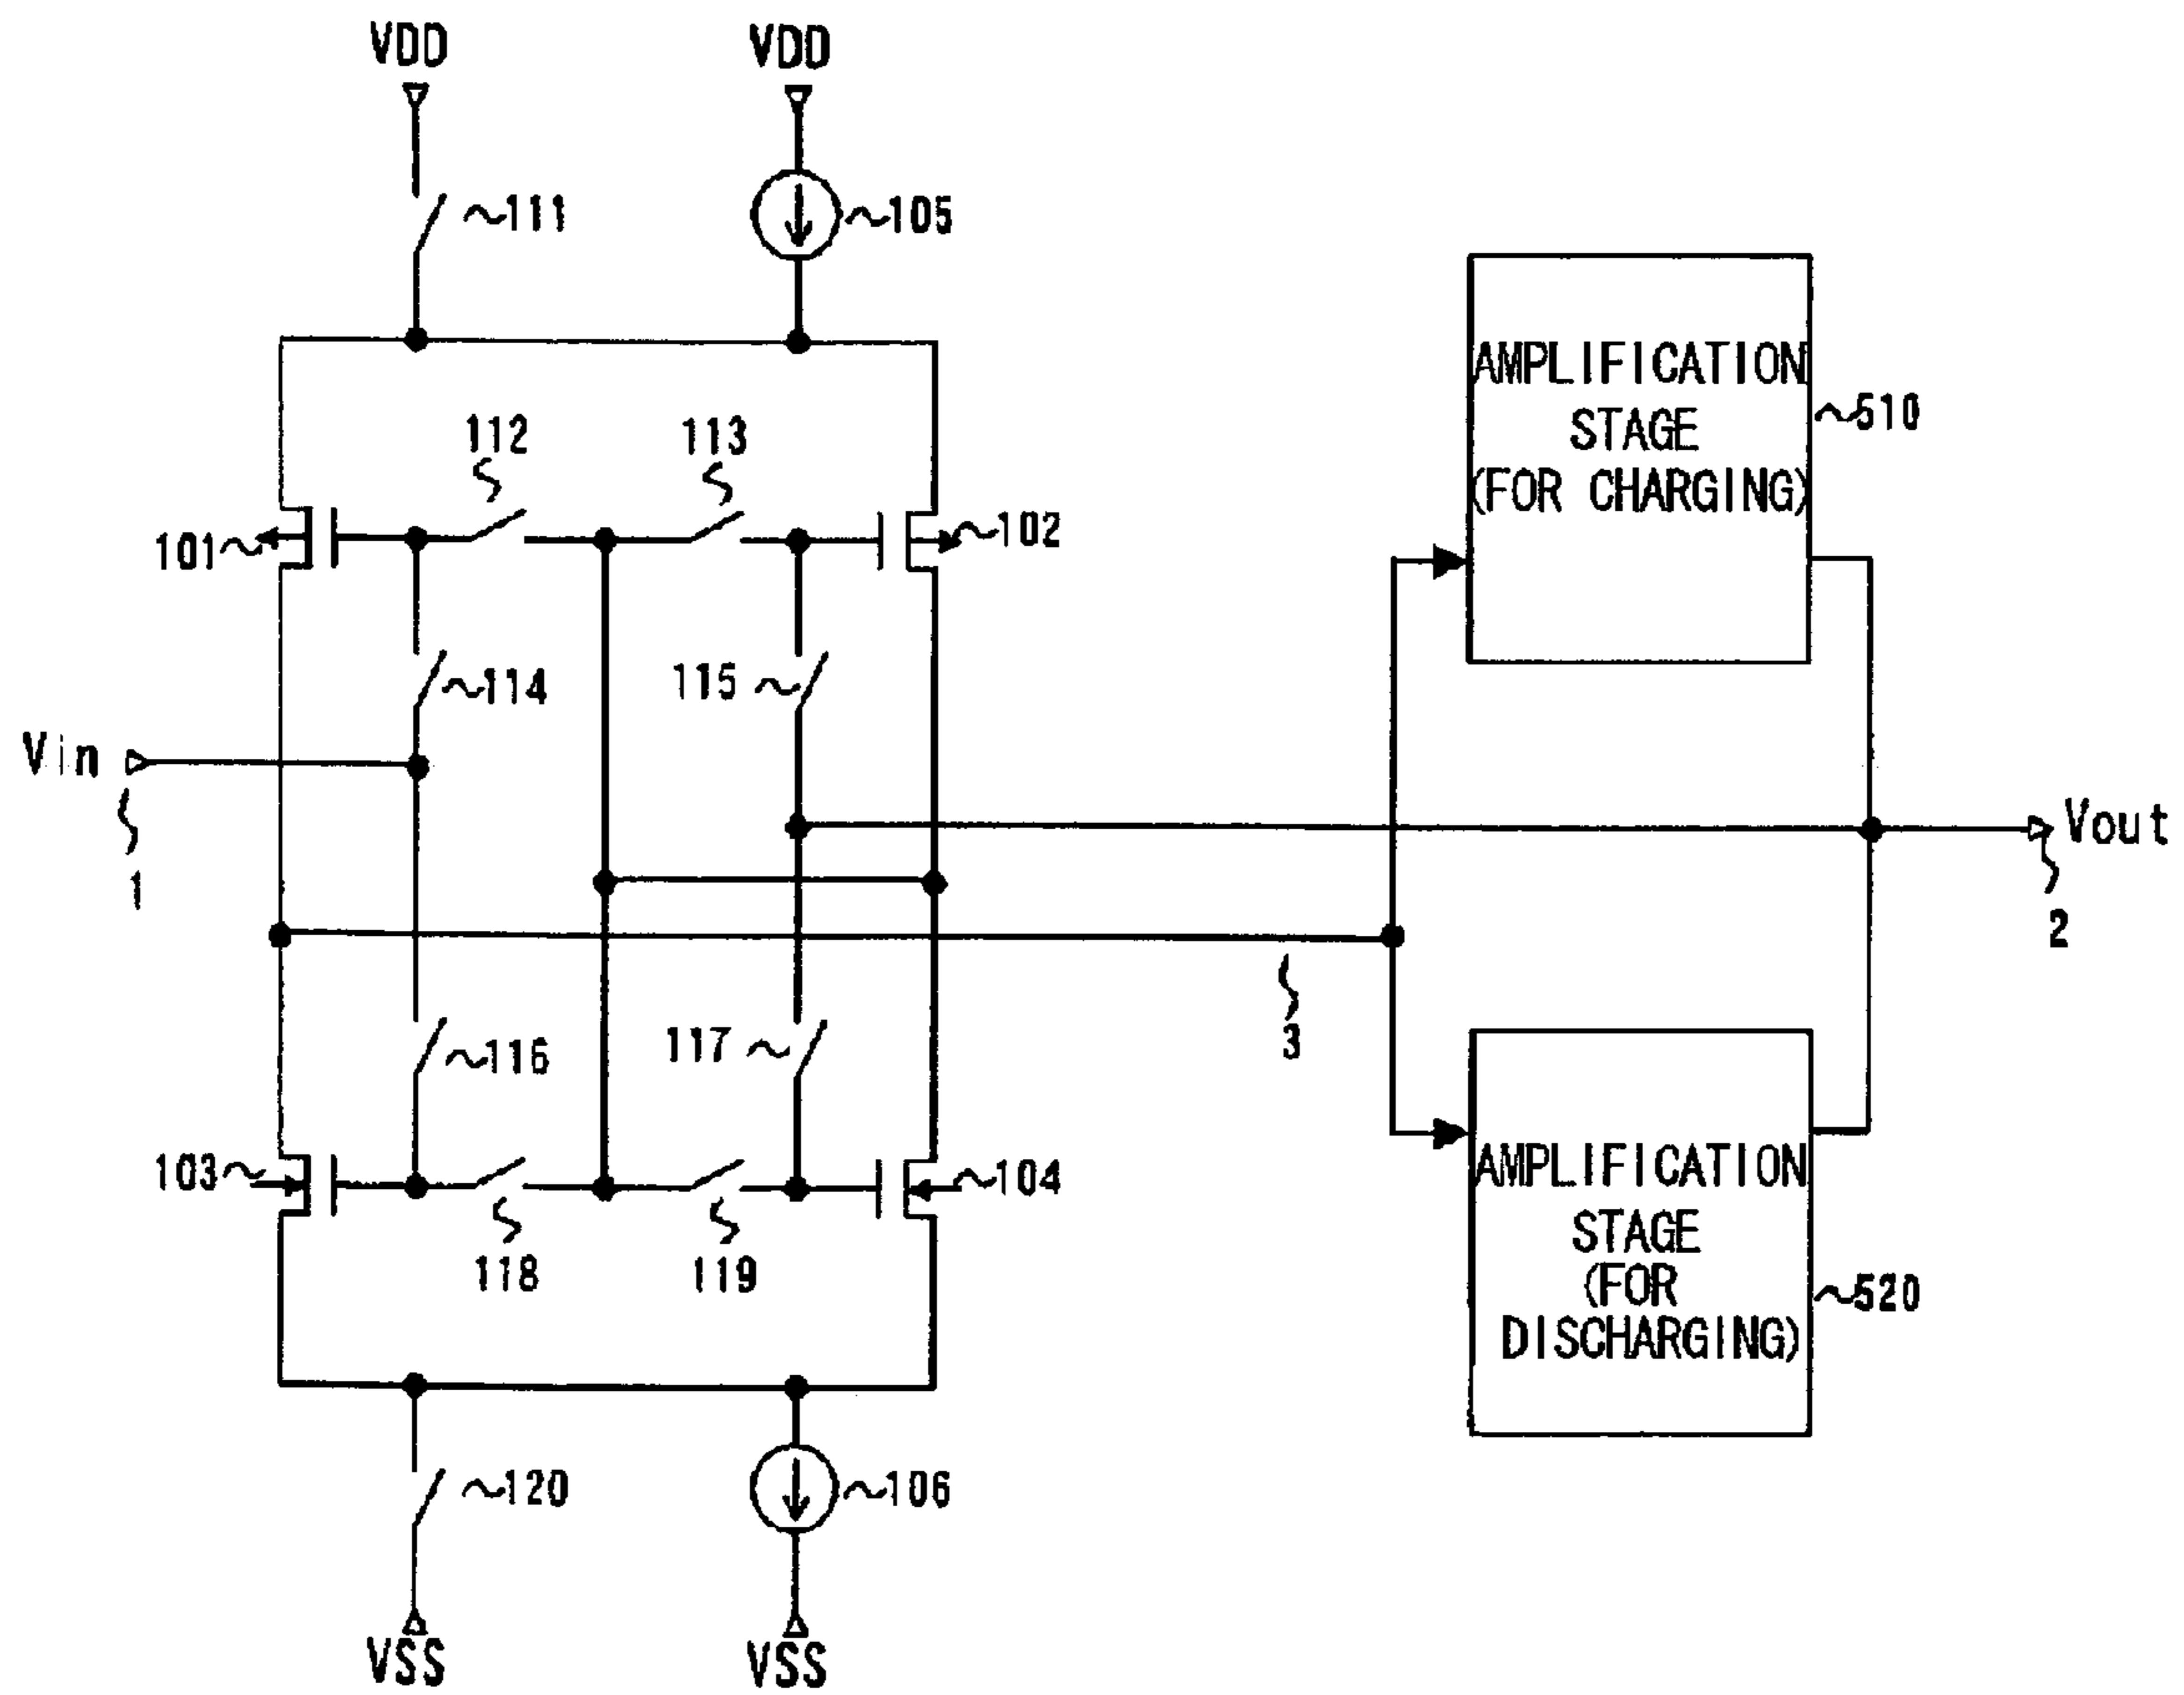 VDD
VDD
111
105
AMPLIFICATION
STAGE
(FOR CHARGING)
510
112
113
101
102
114
115
Vin
1
Vout
2
3
116
117
103
104
118
119
AMPLIFICATION
STAGE
(FOR
DISCHARGING)
520
120
106
VSS
VSS